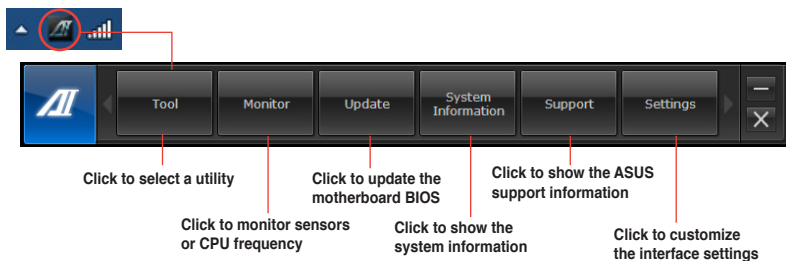 Tool
Monitor
Update
System
Information
Support
Settings
Click to select a utility
Click to update the
motherboard BIOS
Click to show the ASUS
support information
Click to monitor sensors
or CPU frequency
Click to show the
system information
Click to customize
the interface settings